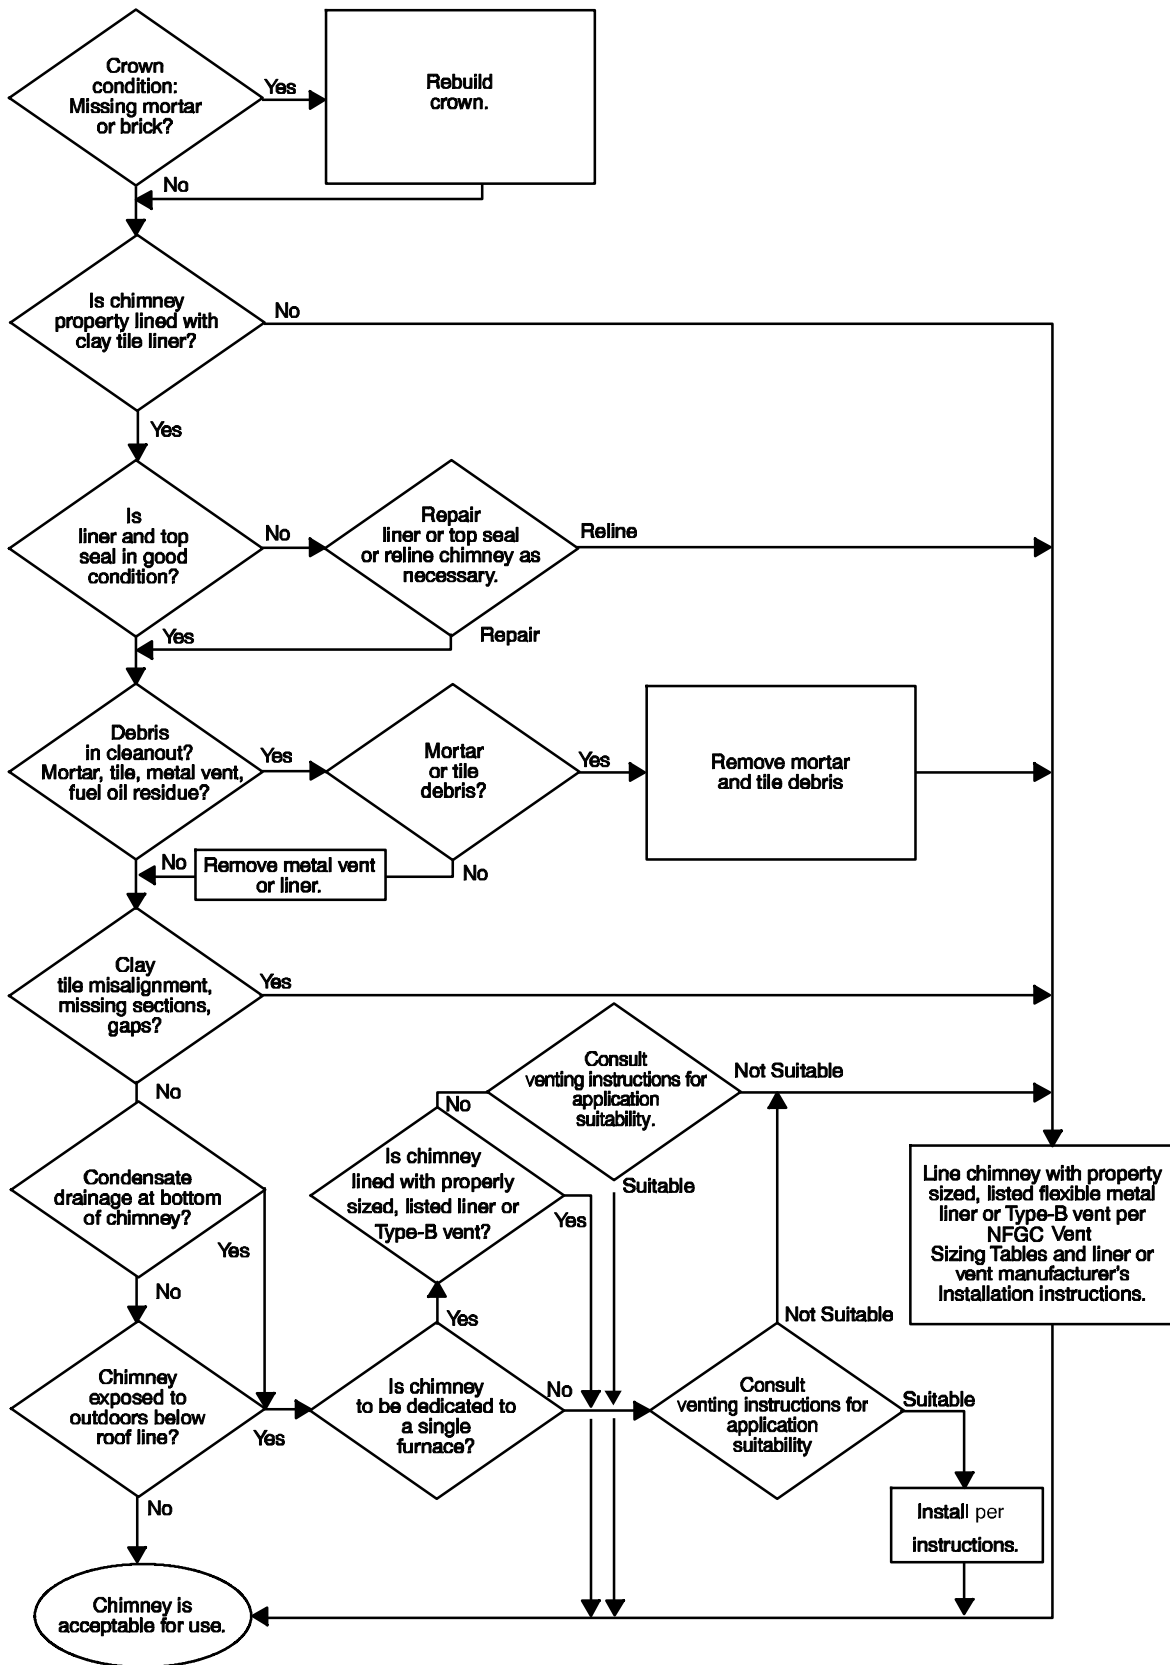 Crown
condition:
Missing mortar
or brick?
Yes
Rebuild
crown.
No
Is chimney
property lined with
clay tile liner?
No
Yes
Is
liner and top
seal in good
condition?
No
Repair
liner or top seal
or reline chimney as
necessary.
Reline
Yes
Repair
Debris
in cleanout?
Mortar, tile, metal vent,
fuel oil residue?
Yes
Mortar
or tile
debris?
Yes
Remove mortar
and tile debris
No
Remove metal vent
or liner.
No
Clay
tile misalignment,
missing sections,
gaps?
Yes
No
Consult
venting instructions for
application
suitability.
Not Suitable
No
Suitable
Condensate
drainage at bottom
of chimney?
Yes
No
Is chimney
lined with properly
sized, listed liner or
Type-B vent?
Yes
Yes
Line chimney with property
sized, listed flexible metal
liner or Type-B vent per
NFGC Vent
Sizing Tables and liner or
vent manufacturer's
Installation instructions.
Not Suitable
Chimney
exposed to
outdoors below
roof line?
Yes
Is chimney
to be dedicated to
a single
furnace?
No
Consult
venting instructions for
application
suitability
Suitable
No
Install per
instructions.
Chimney is
acceptable for use.